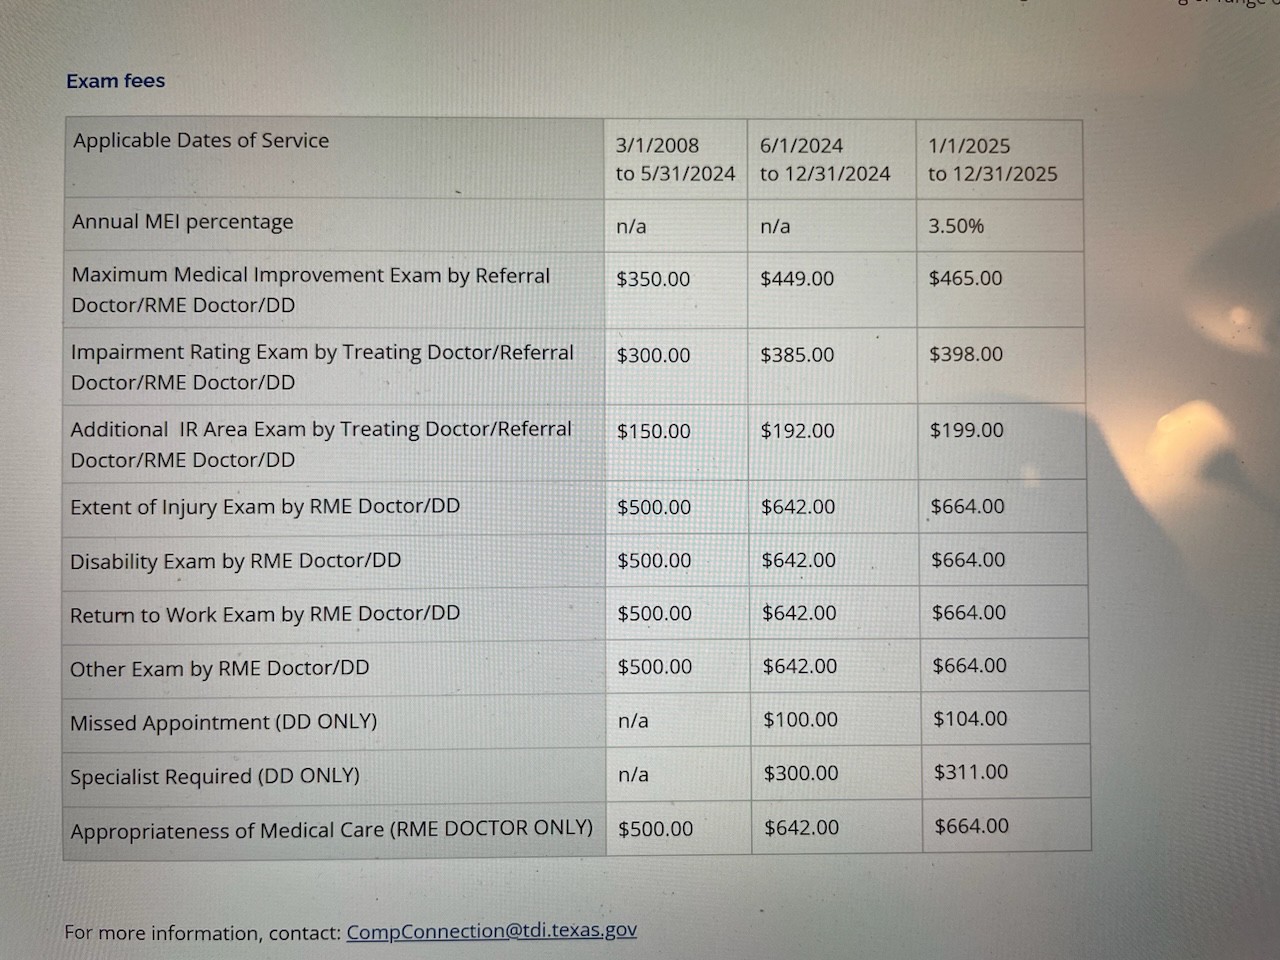 Exam fees
Applicable Dates of Service
3/1/2008
to 5/31/2024
6/1/2024
to 12/31/2024
1/1/2025
to 12/31/2025
Annual MEI percentage
n/a
n/a
3.50%
Maximum Medical Improvement Exam by Referral
Doctor/RME Doctor/DD
$350.00
$449.00
$465.00
Impairment Rating Exam by Treating Doctor/Referral
Doctor/RME Doctor/DD
$300.00
$385.00
$398.00
Additional IR Area Exam by Treating Doctor/Referral
Doctor/RME Doctor/DD
$150.00
$192.00
$199.00
Extent of Injury Exam by RME Doctor/DD
$500.00
$642.00
$664.00
Disability Exam by RME Doctor/DD
$500.00
$642.00
$664.00
Return to Work Exam by RME Doctor/DD
$500.00
$642.00
$664.00
Other Exam by RME Doctor/DD
$500.00
$642.00
$664.00
Missed Appointment (DD ONLY)
n/a
$100.00
$104.00
Specialist Required (DD ONLY)
n/a
$300.00
$311.00
Appropriateness of Medical Care (RME DOCTOR ONLY)
$500.00
$642.00
$664.00
For more information, contact: CompConnection@tdi.texas.gov